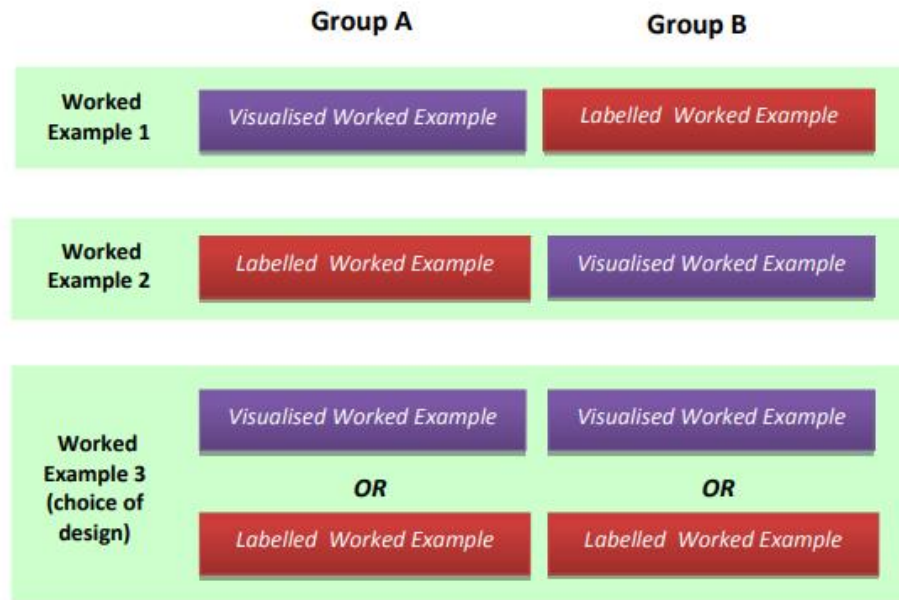 Group A
Group B
Worked
Example 1
Visualised Worked Example
Labelled Worked Example
Worked
Example 2
Labelled Worked Example
Visualised Worked Example
Worked
Example 3
(choice of
design)
Visualised Worked Example
Visualised Worked Example
OR
OR
Labelled Worked Example
Labelled Worked Example